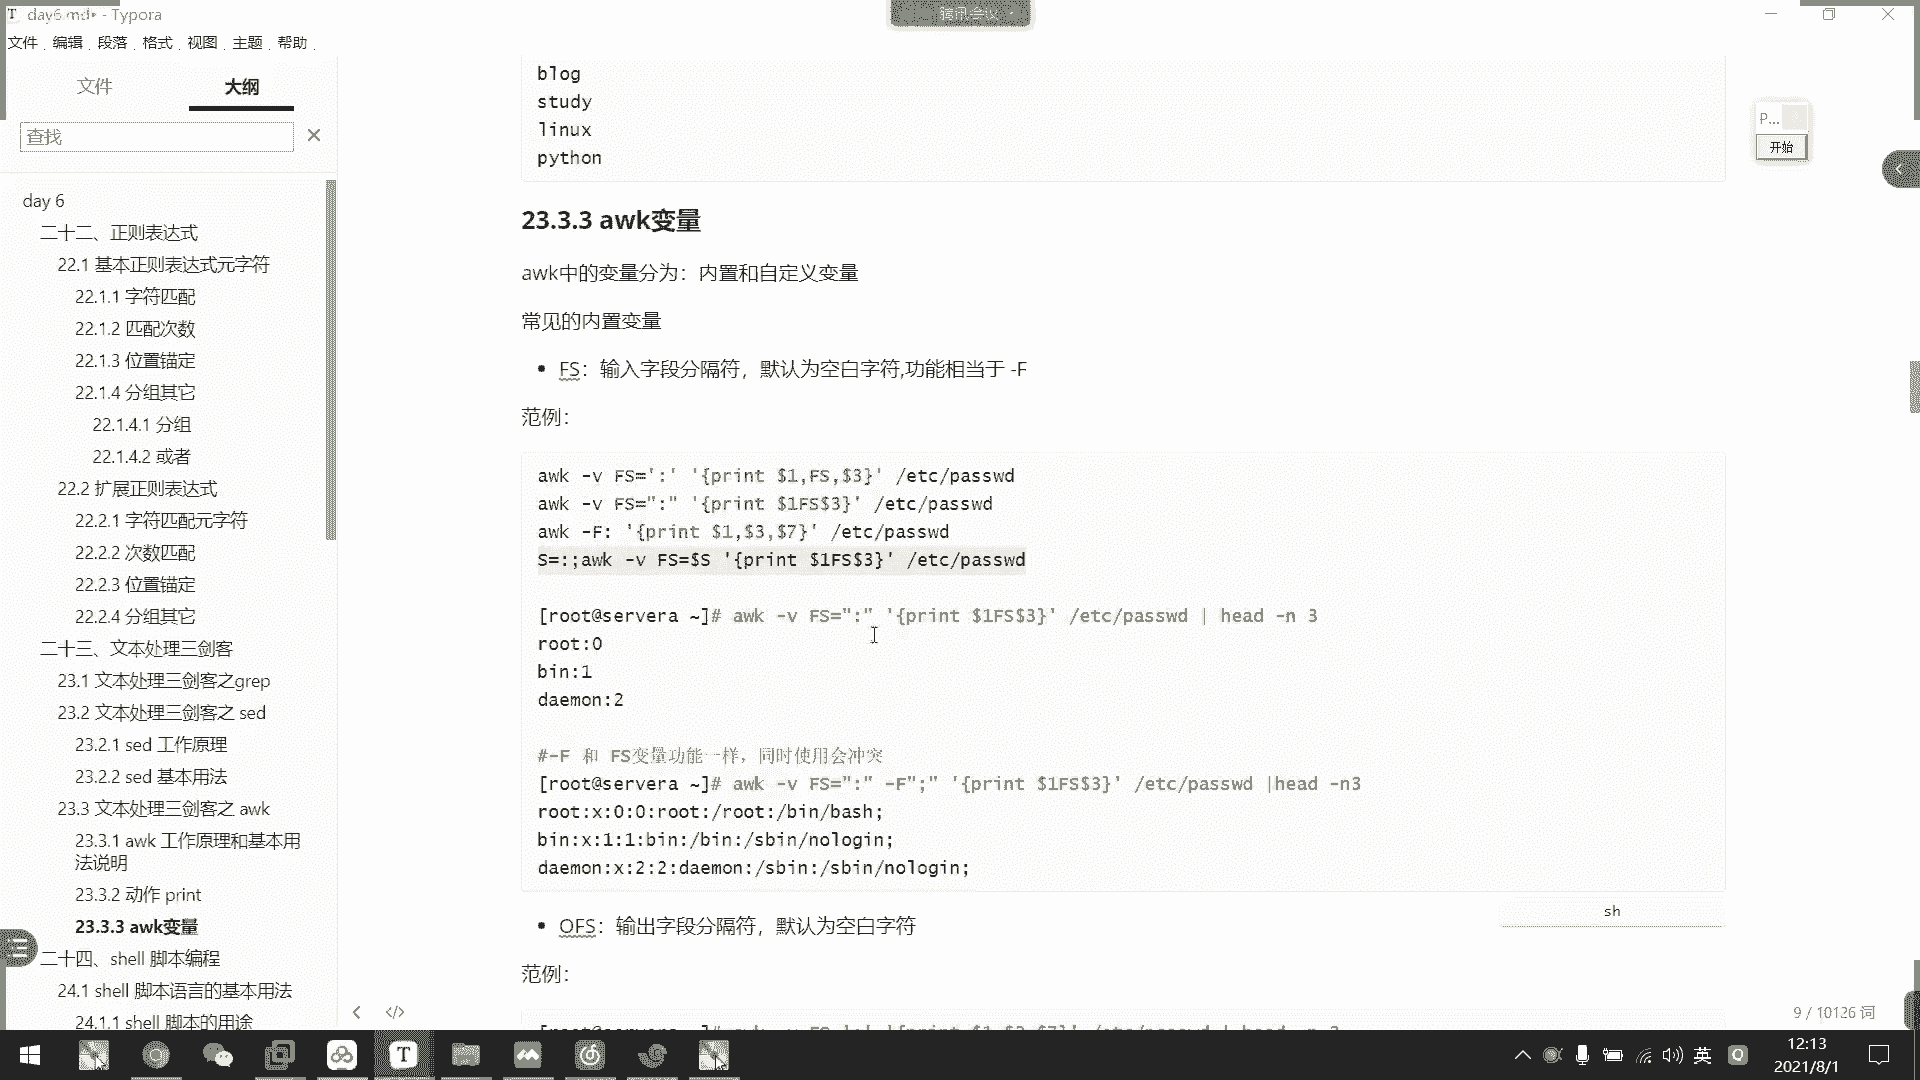 day6.md• - Typora
腾讯会议
文件 编辑 段落 格式 视图 主题 帮助
文件 大纲
查找
day 6
二十二、正则表达式
22.1 基本正则表达式元字符
22.1.1 字符匹配
22.1.2 匹配次数
22.1.3 位置锚定
22.1.4 分组其它
22.1.4.1 分组
22.1.4.2 或者
22.2 扩展正则表达式
22.2.1 字符匹配元字符
22.2.2 次数匹配
22.2.3 位置锚定
22.2.4 分组其它
二十三、文本处理三剑客
23.1 文本处理三剑客之grep
23.2 文本处理三剑客之 sed
23.2.1 sed 工作原理
23.2.2 sed 基本用法
23.3 文本处理三剑客之 awk
23.3.1 awk 工作原理和基本用
法说明
23.3.2 动作 print
23.3.3 awk变量
二十四、shell 脚本编程
24.1 shell 脚本语言的基本用法
24.1.1 shell 脚本的用途
blog
study
linux
python
23.3.3 awk变量
awk中的变量分为：内置和自定义变量
常见的内置变量
• FS：输入字段分隔符，默认为空白字符,功能相当于 -F
范例：
awk -v FS=':' '{print $1,FS,$3}' /etc/passwd
awk -v FS=":" '{print $1FS$3}' /etc/passwd
awk -F: '{print $1,$3,$7}' /etc/passwd
S=:;awk -v FS=$S '{print $1FS$3}' /etc/passwd
[root@servera ~]# awk -v FS=":" '{print $1FS$3}' /etc/passwd | head -n 3
root:0
bin:1
daemon:2
#-F 和 FS变量功能一样，同时使用会冲突
[root@servera ~]# awk -v FS=":" -F";" '{print $1FS$3}' /etc/passwd |head -n3
root:x:0:0:root:/root:/bin/bash;
bin:x:1:1:bin:/bin:/sbin/nologin;
daemon:x:2:2:daemon:/sbin:/sbin/nologin;
sh
• OFS：输出字段分隔符，默认为空白字符
范例：
P...
开始
9 / 10126 词
英
12:13
2021/8/1